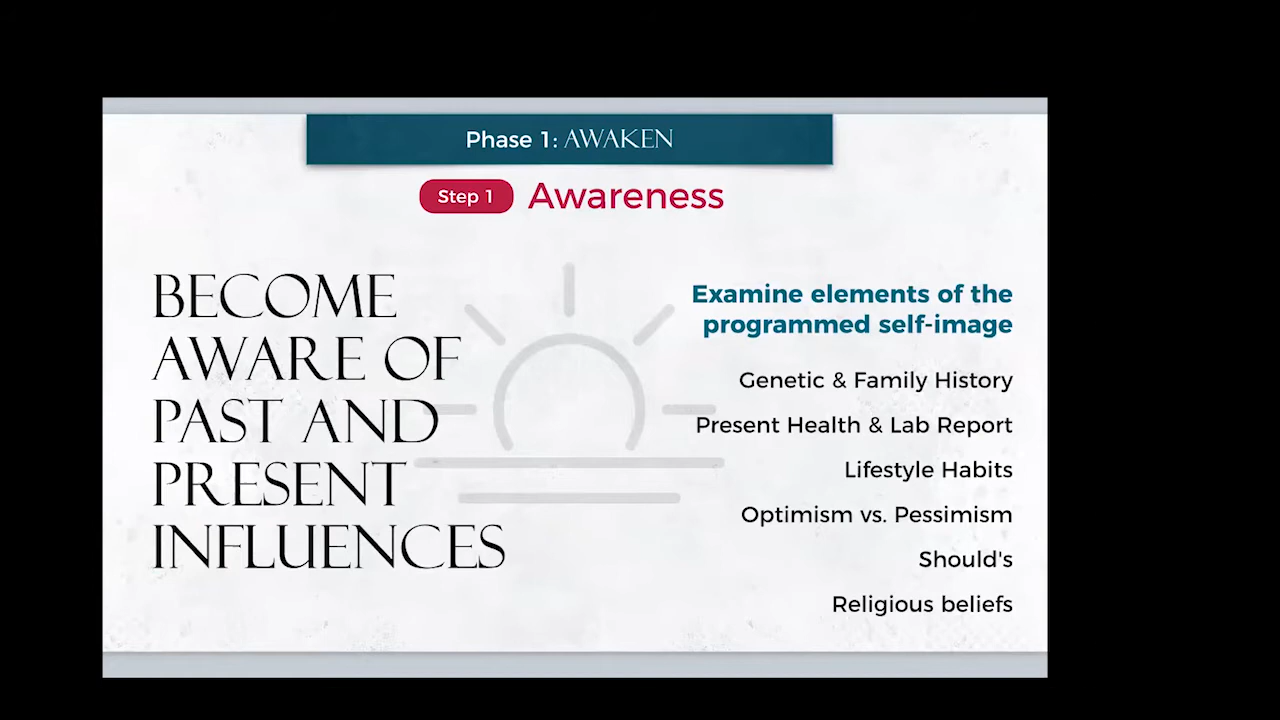 Phase 1: AWAKEN
Step 1 Awareness
BECOME
AWARE OF
PAST AND
PRESENT
INFLUENCES
Examine elements of the
programmed self-image
Genetic & Family History
Present Health & Lab Report
Lifestyle Habits
Optimism vs. Pessimism
Should's
Religious beliefs